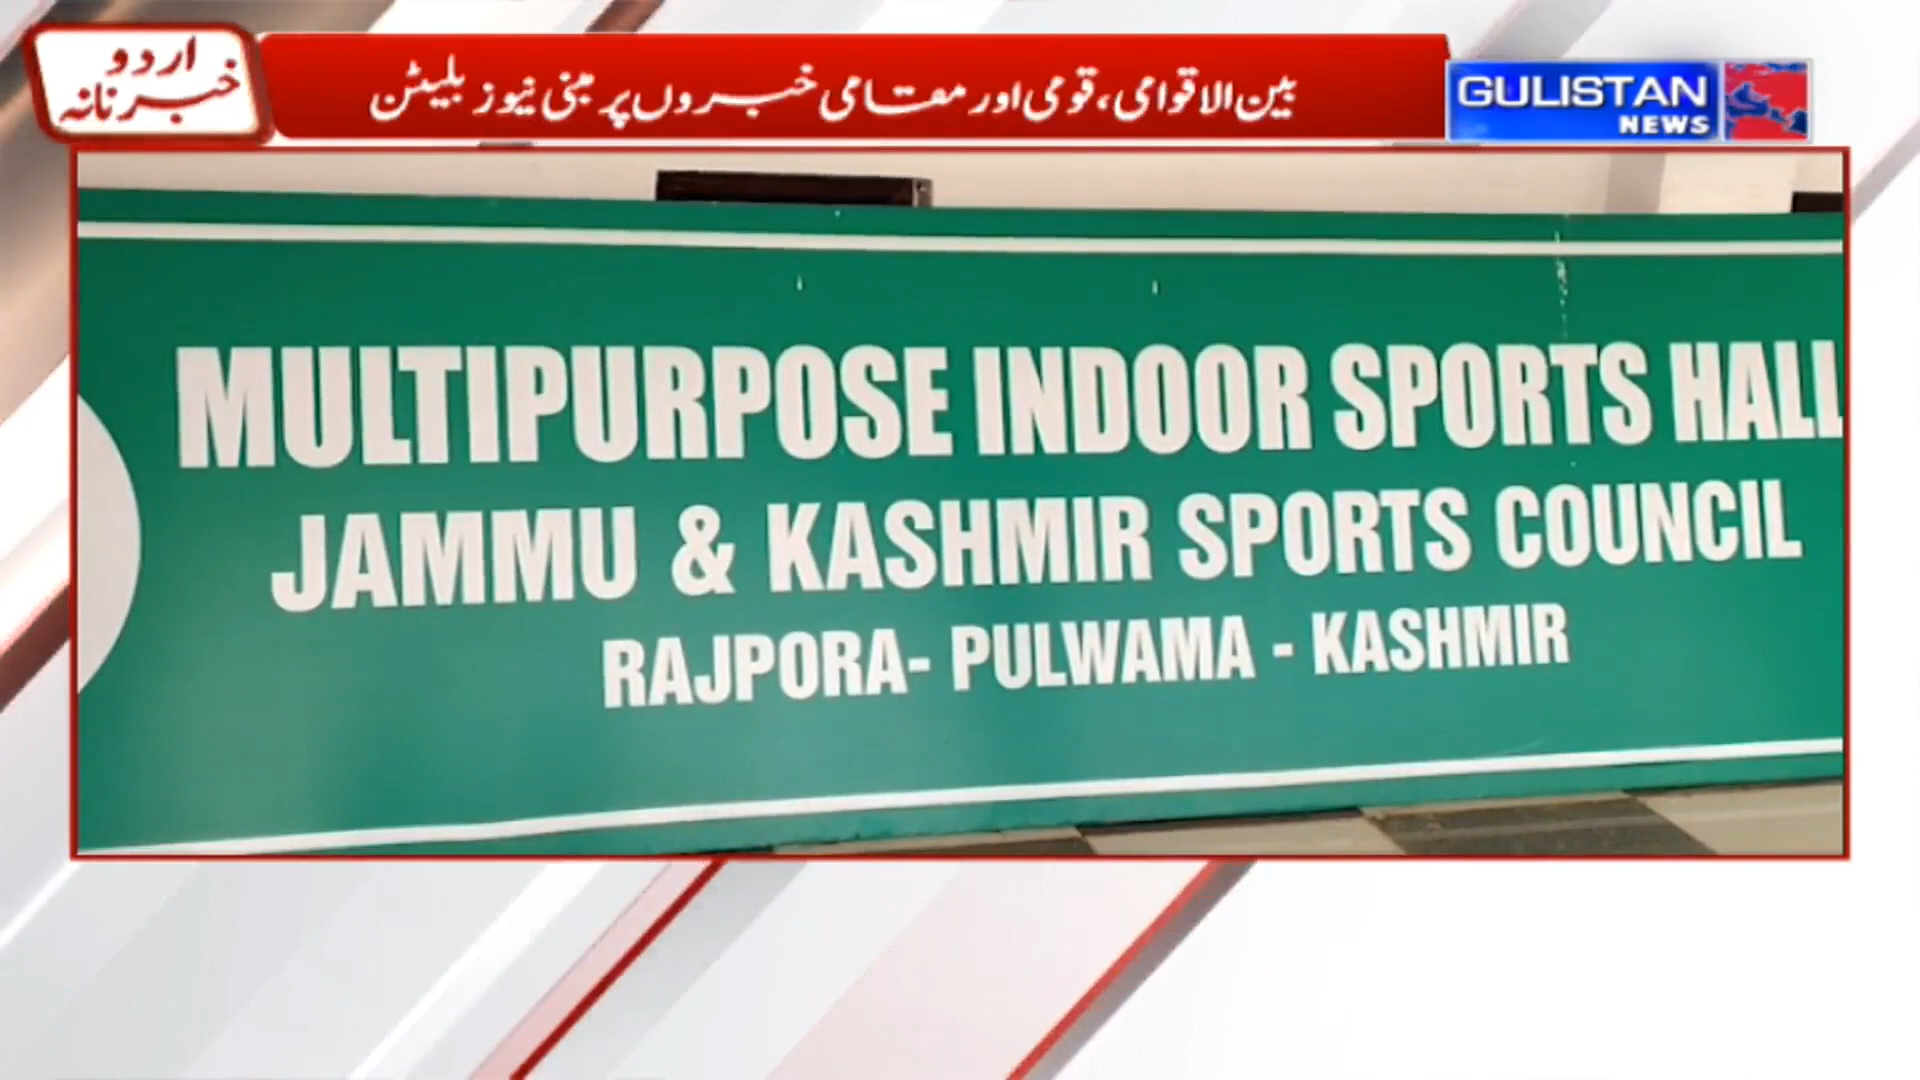 اردو
خبرنامہ
بین الاقوامی، قومی اور مقامی خبروں پر مبنی نیوز بلیٹن
GULISTAN
NEWS
MULTIPURPOSE INDOOR SPORTS HALL
JAMMU & KASHMIR SPORTS COUNCIL
RAJPORA- PULWAMA - KASHMIR